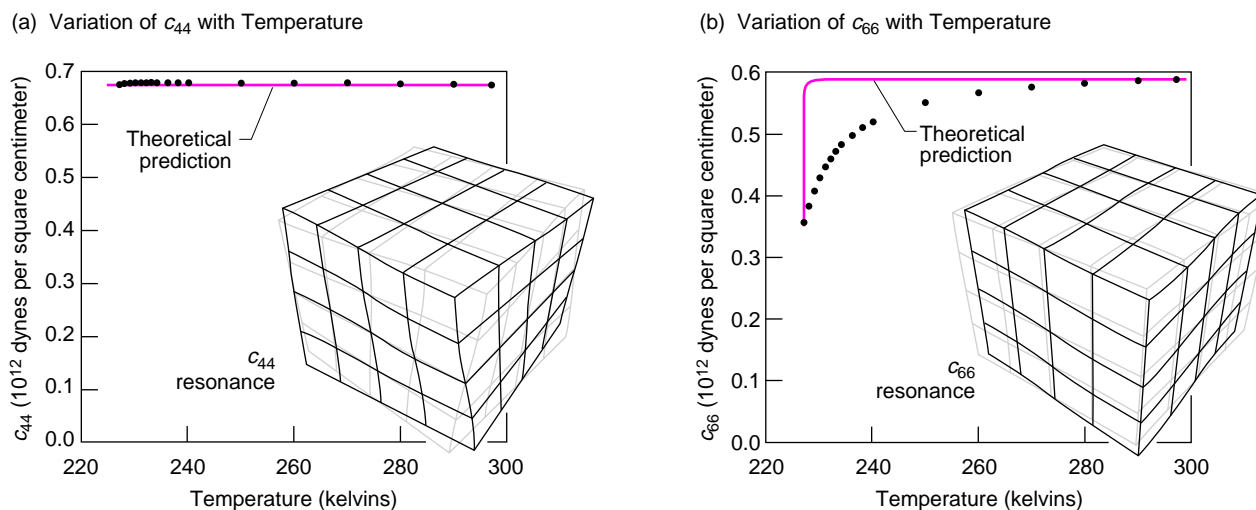 (a) Variation of c44 with Temperature
c44 (10^12 dynes per square centimeter)
0.7
0.6
0.5
0.4
0.3
0.2
0.1
0.0
Theoretical
prediction
c44
resonance
220
240
260
280
300
Temperature (kelvins)
(b) Variation of c66 with Temperature
c66 (10^12 dynes per square centimeter)
0.6
0.5
0.4
0.3
0.2
0.1
0.0
Theoretical
prediction
c66
resonance
220
240
260
280
300
Temperature (kelvins)